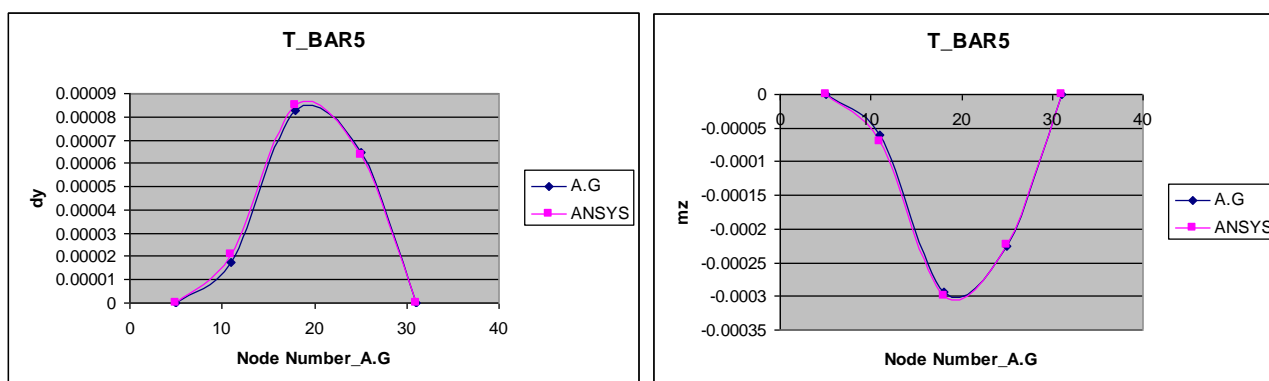 T_BAR5
0.00009
0.00008
0.00007
0.00006
0.00005
0.00004
0.00003
0.00002
0.00001
0
dy
0 10 20 30 40
Node Number_A.G
A.G
ANSYS
T_BAR5
0
-0.00005
-0.0001
-0.00015
-0.0002
-0.00025
-0.0003
-0.00035
mz
0 10 20 30 40
Node Number_A.G
A.G
ANSYS